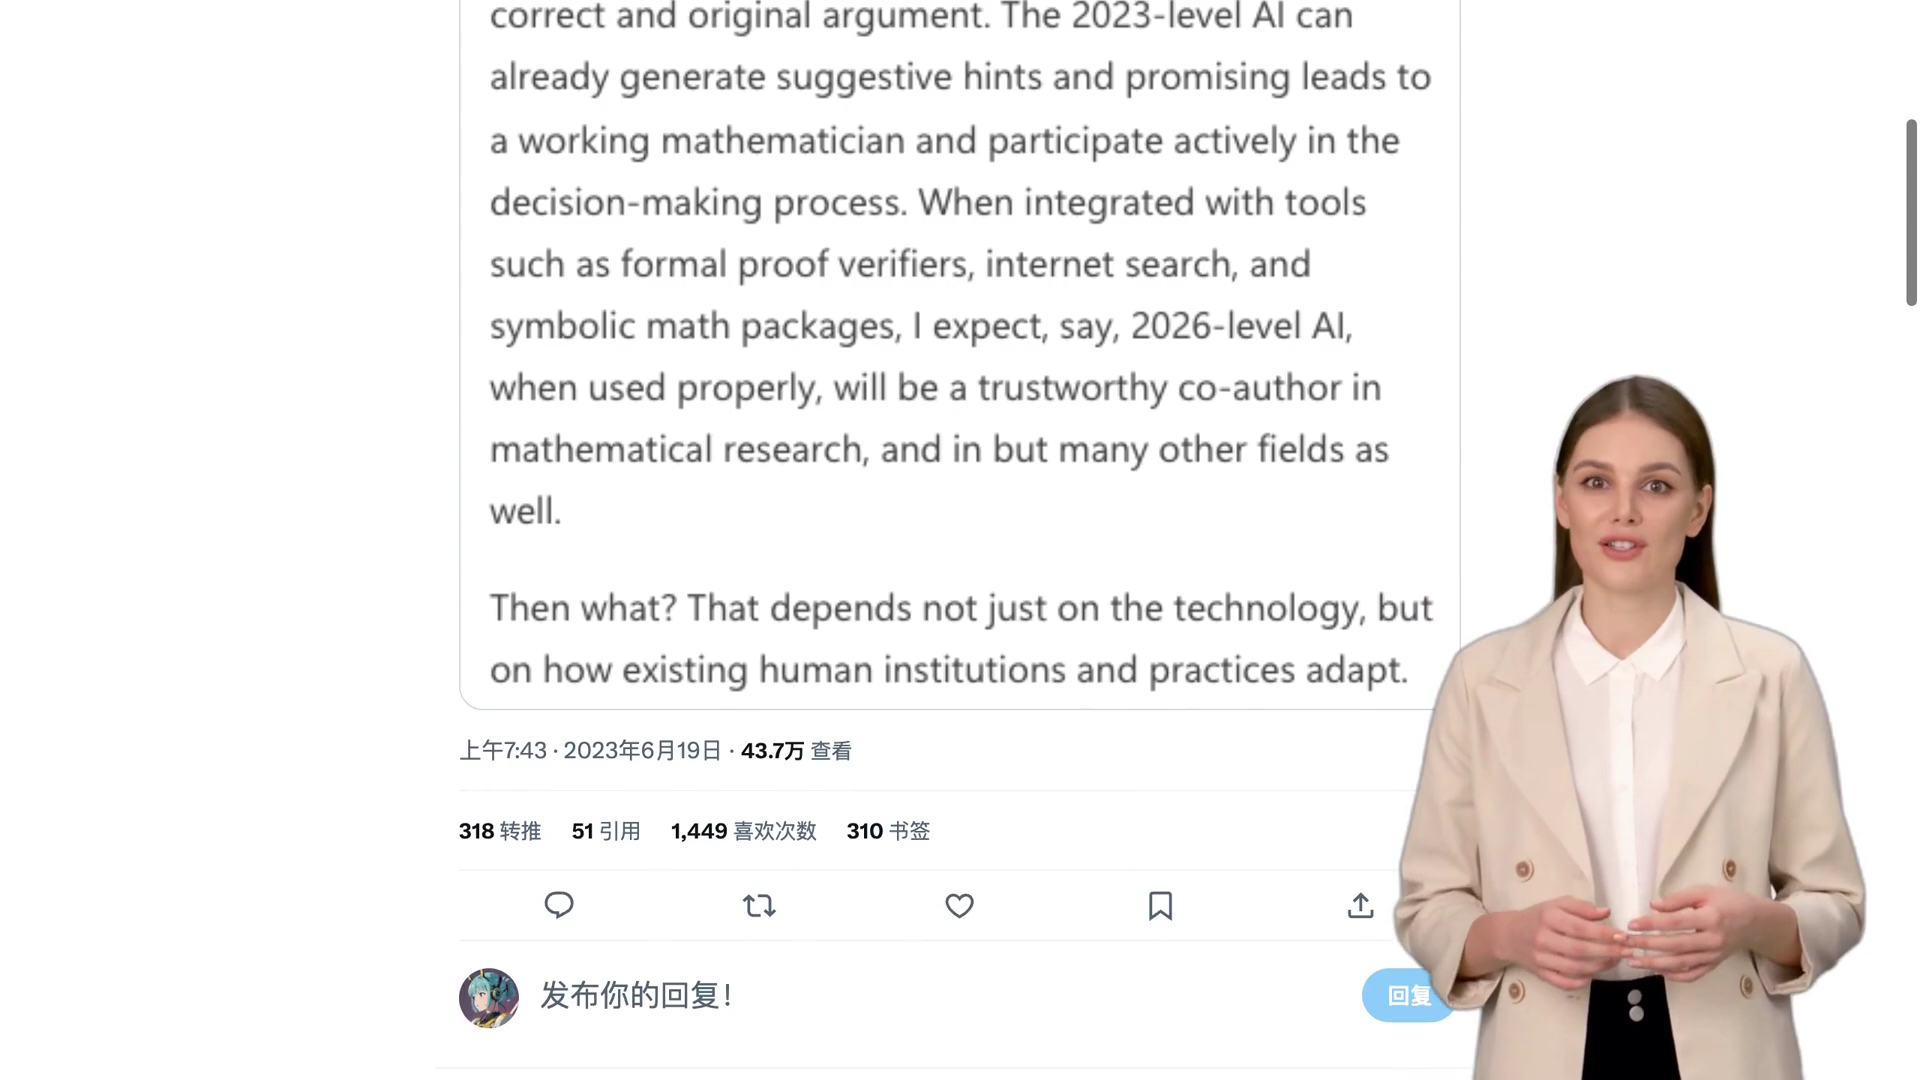 correct and original argument. The 2023-level AI can
already generate suggestive hints and promising leads to
a working mathematician and participate actively in the
decision-making process. When integrated with tools
such as formal proof verifiers, internet search, and
symbolic math packages, I expect, say, 2026-level AI,
when used properly, will be a trustworthy co-author in
mathematical research, and in but many other fields as
well.
Then what? That depends not just on the technology, but
on how existing human institutions and practices adapt.
上午7:43 · 2023年6月19日 · 43.7万 查看
318 转推 51 引用 1,449 喜欢次数 310 书签
发布你的回复！ 回复